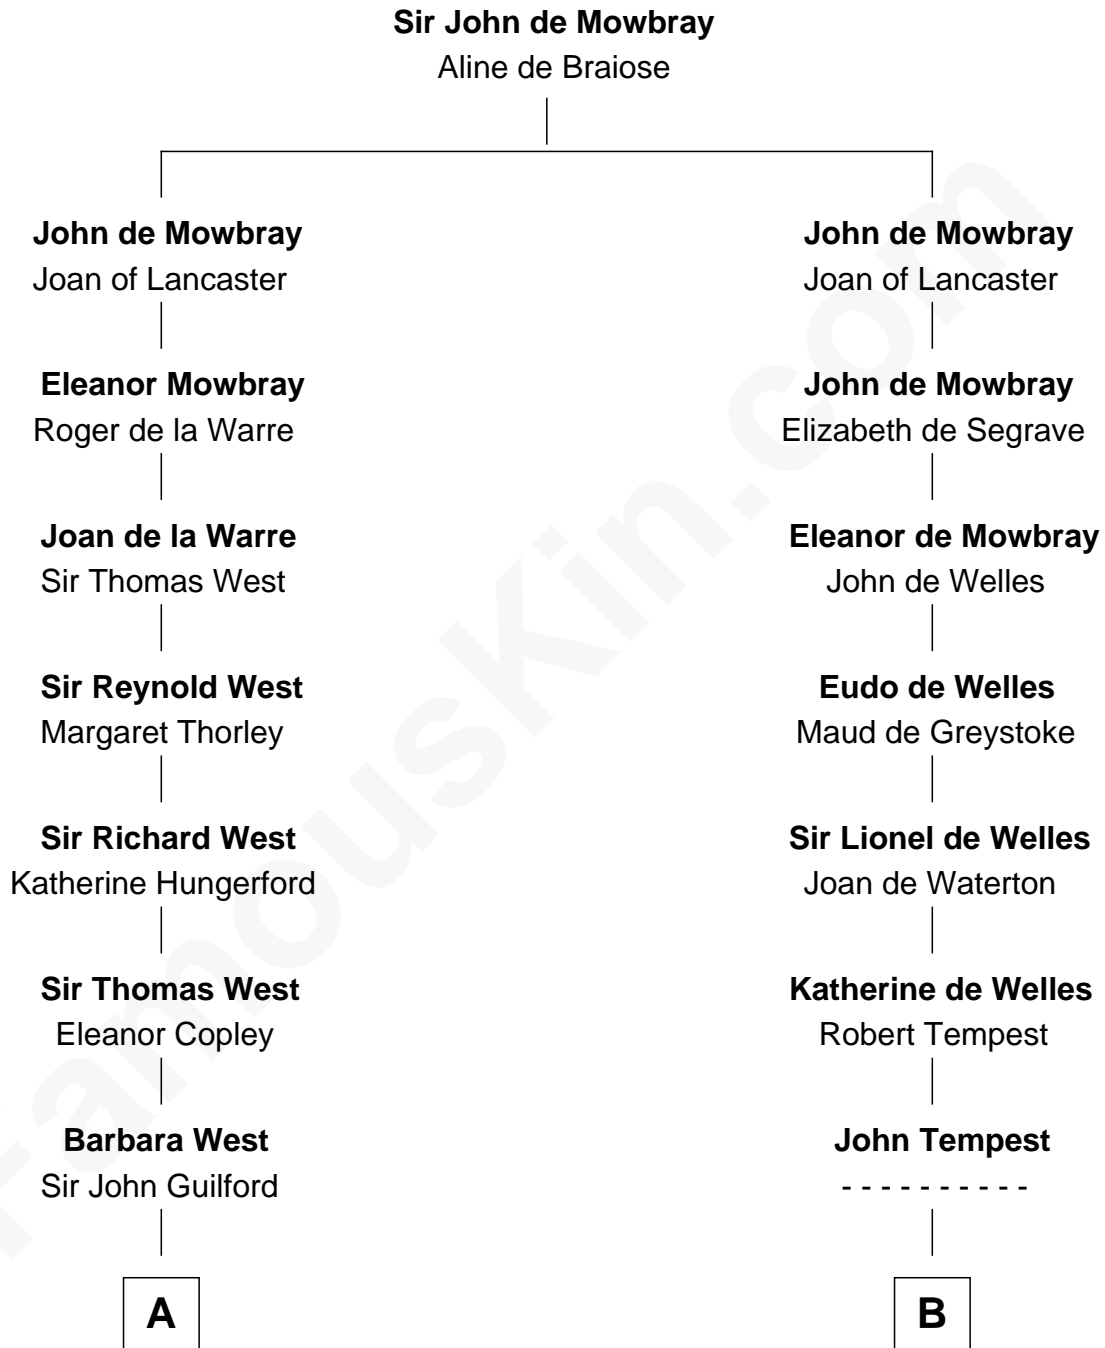 Sir John de Mowbray
Aline de Braiose
John de Mowbray
Joan of Lancaster
Eleanor Mowbray
Roger de la Warre
Joan de la Warre
Sir Thomas West
Sir Reynold West
Margaret Thorley
Sir Richard West
Katherine Hungerford
Sir Thomas West
Eleanor Copley
Barbara West
Sir John Guilford
A
John de Mowbray
Joan of Lancaster
John de Mowbray
Elizabeth de Segrave
Eleanor de Mowbray
John de Welles
Eudo de Welles
Maud de Greystoke
Sir Lionel de Welles
Joan de Waterton
Katherine de Welles
Robert Tempest
John Tempest
- - - - - - - - - -
B
FamousKin.com